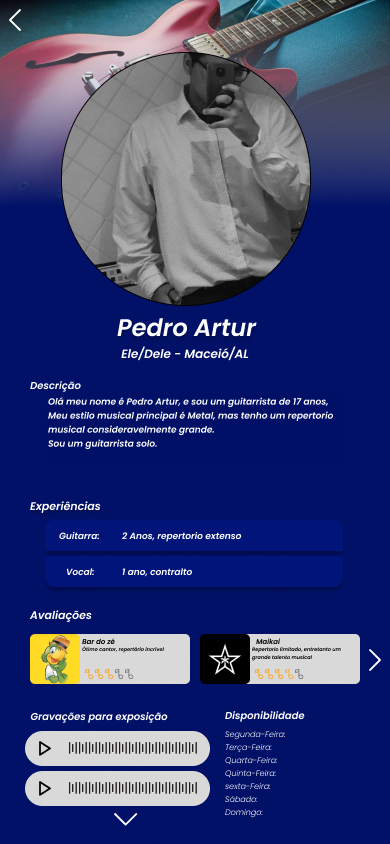 Pedro Artur
Ele/Dele - Maceió/AL
Descrição
Olá meu nome é Pedro Artur, e sou um guitarrista de 17 anos,
Meu estilo musical principal é Metal, mas tenho um repertorio
musical consideravelmente grande.
Sou um guitarrista solo.
Experiências
Guitarra: 2 Anos, repertorio extenso
Vocal: 1 ano, contralto
Avaliações
Bar do zé
Ótimo cantor, repertório incrível
Maikai
Repertorio limitado, entretanto um
grande talento musical
Gravações para exposição
Disponibilidade
Segunda-Feira:
Terça-Feira:
Quarta-Feira:
Quinta-Feira:
sexta-Feira:
Sábado:
Domingo: